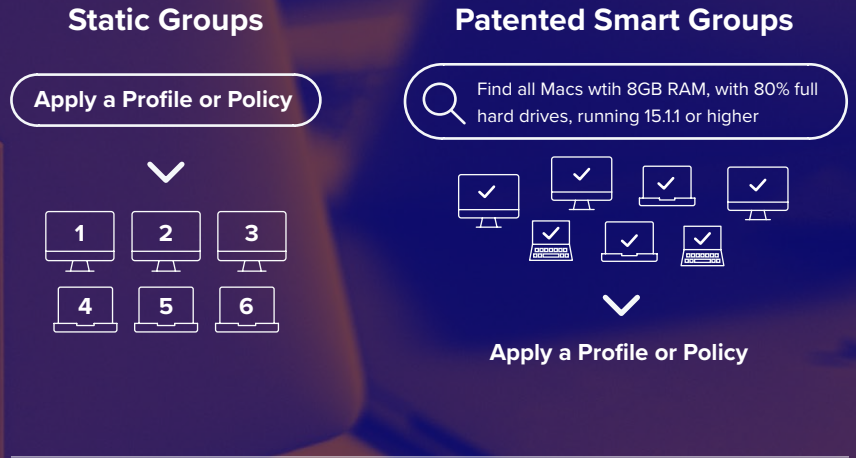 Static Groups
Apply a Profile or Policy
1 2 3
4 5 6
Patented Smart Groups
Find all Macs wtih 8GB RAM, with 80% full
hard drives, running 15.1.1 or higher
Apply a Profile or Policy